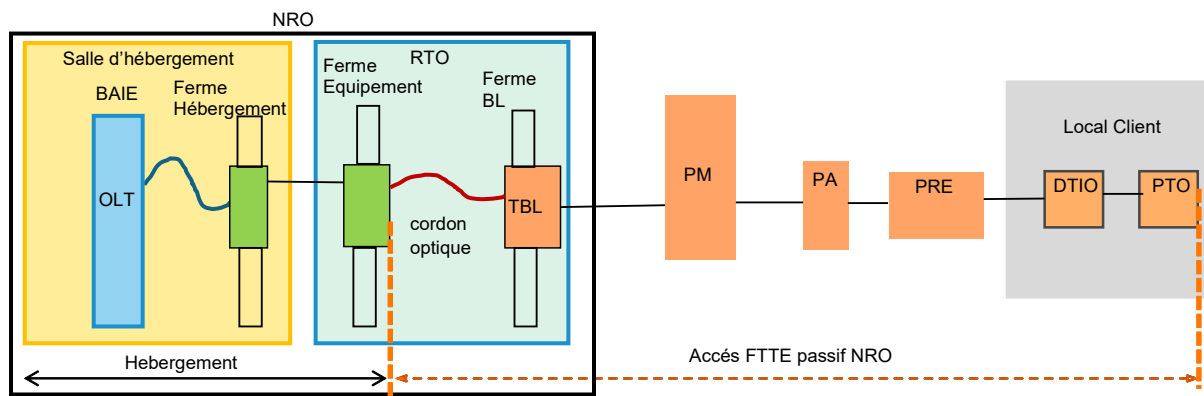 NRO
Salle d'hébergement
BAIE
Ferme
Hébergement
OLT
RTO
Ferme
Equipement
Ferme
BL
TBL
cordon
optique
PM
PA
PRE
Local Client
DTIO
PTO
Hebergement
Accés FTTE passif NRO